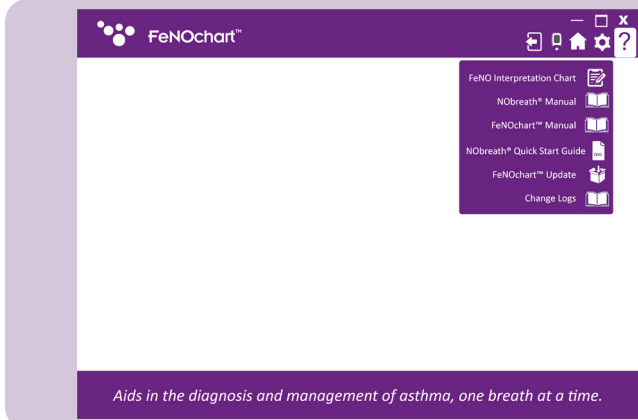 FeNOchart™
X
?
FeNO Interpretation Chart
NObreath® Manual
FeNOchart™ Manual
NObreath® Quick Start Guide
FeNOchart™ Update
Change Logs
Aids in the diagnosis and management of asthma, one breath at a time.